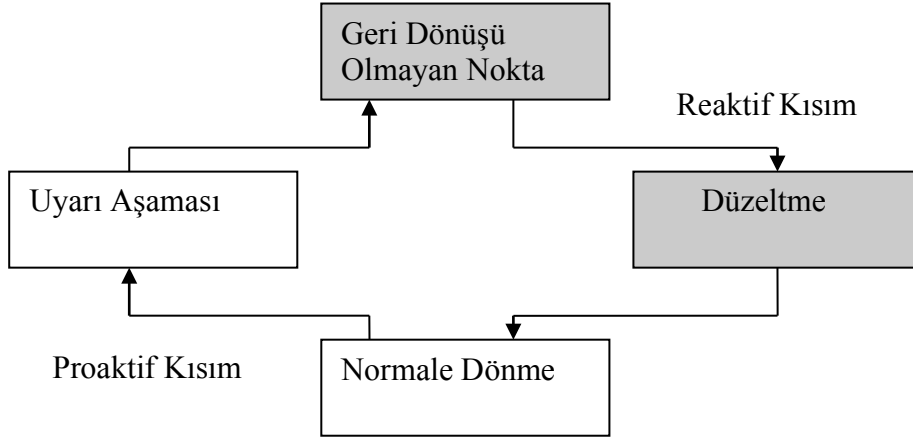 Geri Dönüşü
Olmayan Nokta
Reaktif Kısım
Uyarı Aşaması
Düzeltme
Proaktif Kısım
Normale Dönme